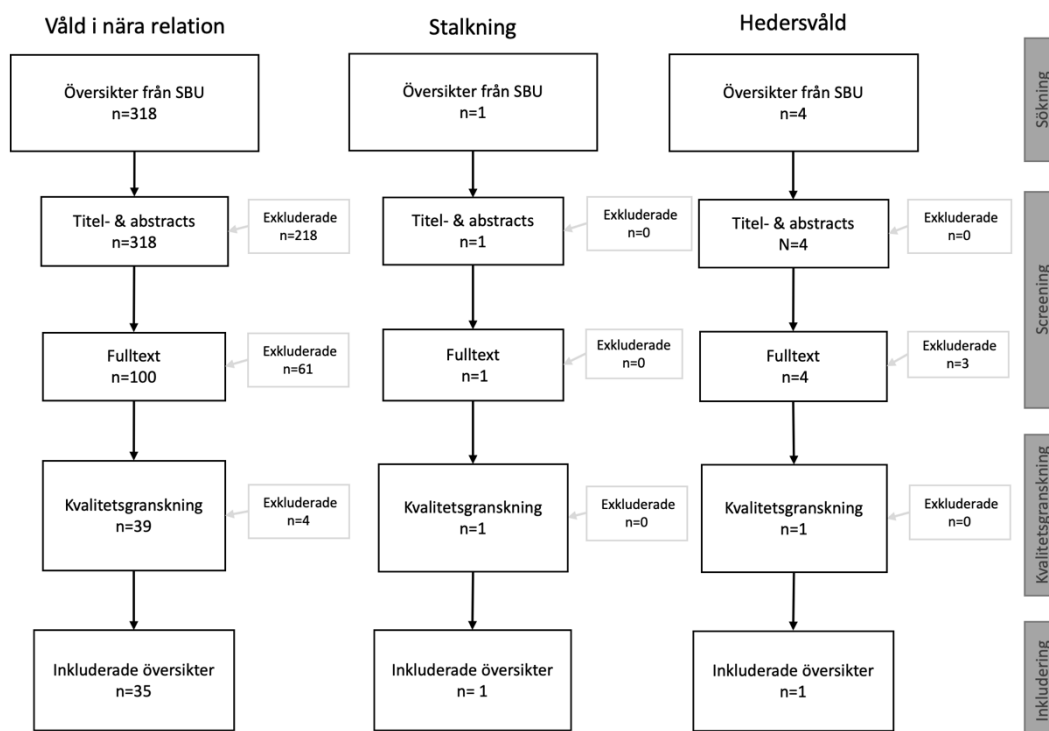 Våld i nära relation
Översikter från SBU
n=318
Titel- & abstracts
n=318
Exkluderade
n=218
Fulltext
n=100
Exkluderade
n=61
Kvalitetsgranskning
n=39
Exkluderade
n=4
Inkluderade översikter
n=35
Stalkning
Översikter från SBU
n=1
Titel- & abstracts
n=1
Exkluderade
n=0
Fulltext
n=1
Exkluderade
n=0
Kvalitetsgranskning
n=1
Exkluderade
n=0
Inkluderade översikter
n= 1
Hedersvåld
Översikter från SBU
n=4
Titel- & abstracts
N=4
Exkluderade
n=0
Fulltext
n=4
Exkluderade
n=3
Kvalitetsgranskning
n=1
Exkluderade
n=0
Inkluderade översikter
n=1
Sökning
Screening
Kvalitetsgranskning
Inkludering